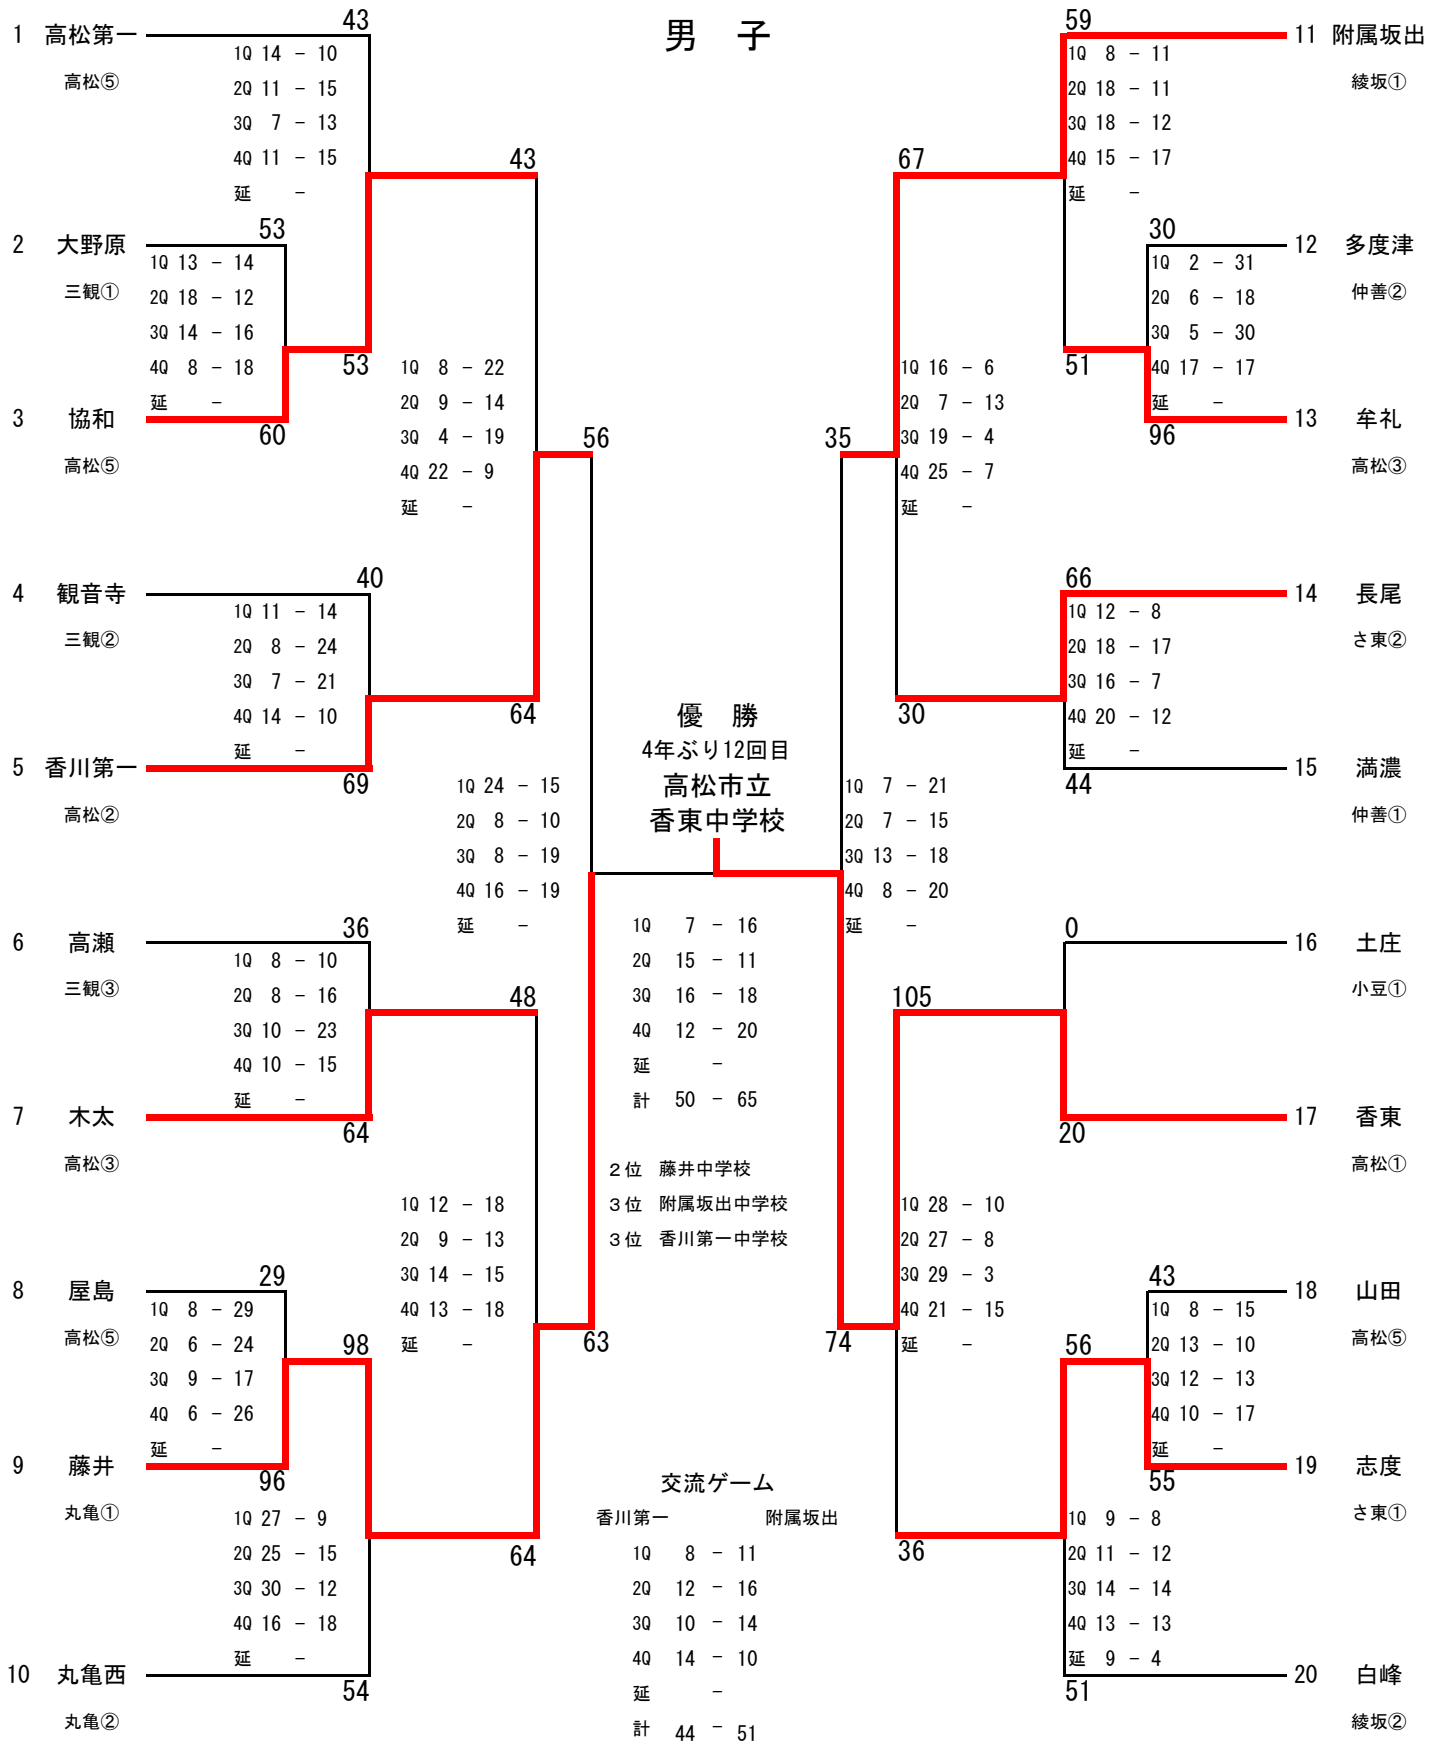 男 子
1 高松第一 43
高松⑤
1Q 14 - 10
2Q 11 - 15
3Q 7 - 13
4Q 11 - 15
延 -
2 大野原 53
三観①
1Q 13 - 14
2Q 18 - 12
3Q 14 - 16
4Q 8 - 18
延 -
3 協和 60
高松⑤
53
43
1Q 8 - 22
2Q 9 - 14
3Q 4 - 19
4Q 22 - 9
延 -
4 観音寺 40
三観②
1Q 11 - 14
2Q 8 - 24
3Q 7 - 21
4Q 14 - 10
延 -
5 香川第一 69
高松②
64
56
1Q 24 - 15
2Q 8 - 10
3Q 8 - 19
4Q 16 - 19
延 -
6 高瀬 36
三観③
1Q 8 - 10
2Q 8 - 16
3Q 10 - 23
4Q 10 - 15
延 -
7 木太 64
高松③
48
1Q 12 - 18
2Q 9 - 13
3Q 14 - 15
4Q 13 - 18
延 -
8 屋島 29
高松⑤
1Q 8 - 29
2Q 6 - 24
3Q 9 - 17
4Q 6 - 26
延 -
9 藤井 96
丸亀①
98
1Q 27 - 9
2Q 25 - 15
3Q 30 - 12
4Q 16 - 18
延 -
10 丸亀西 54
丸亀②
64
63
優 勝
4年ぶり12回目
高松市立
香東中学校
1Q 7 - 16
2Q 15 - 11
3Q 16 - 18
4Q 12 - 20
延 -
計 50 - 65
２位 藤井中学校
３位 附属坂出中学校
３位 香川第一中学校
交流ゲーム
香川第一 附属坂出
1Q 8 - 11
2Q 12 - 16
3Q 10 - 14
4Q 14 - 10
延 -
計 44 - 51
59 11 附属坂出
綾坂①
1Q 8 - 11
2Q 18 - 11
3Q 18 - 12
4Q 15 - 17
延 -
30 12 多度津
仲善②
1Q 2 - 31
2Q 6 - 18
3Q 5 - 30
4Q 17 - 17
延 -
96 13 牟礼
高松③
51
67
1Q 16 - 6
2Q 7 - 13
3Q 19 - 4
4Q 25 - 7
延 -
66 14 長尾
さ東②
1Q 12 - 8
2Q 18 - 17
3Q 16 - 7
4Q 20 - 12
延 -
44 15 満濃
仲善①
30
35
1Q 7 - 21
2Q 7 - 15
3Q 13 - 18
4Q 8 - 20
延 -
0 16 土庄
小豆①
20 17 香東
高松①
105
1Q 28 - 10
2Q 27 - 8
3Q 29 - 3
4Q 21 - 15
延 -
43 18 山田
高松⑤
1Q 8 - 15
2Q 13 - 10
3Q 12 - 13
4Q 10 - 17
延 -
55 19 志度
さ東①
56
1Q 9 - 8
2Q 11 - 12
3Q 14 - 14
4Q 13 - 13
延 9 - 4
51 20 白峰
綾坂②
36
74